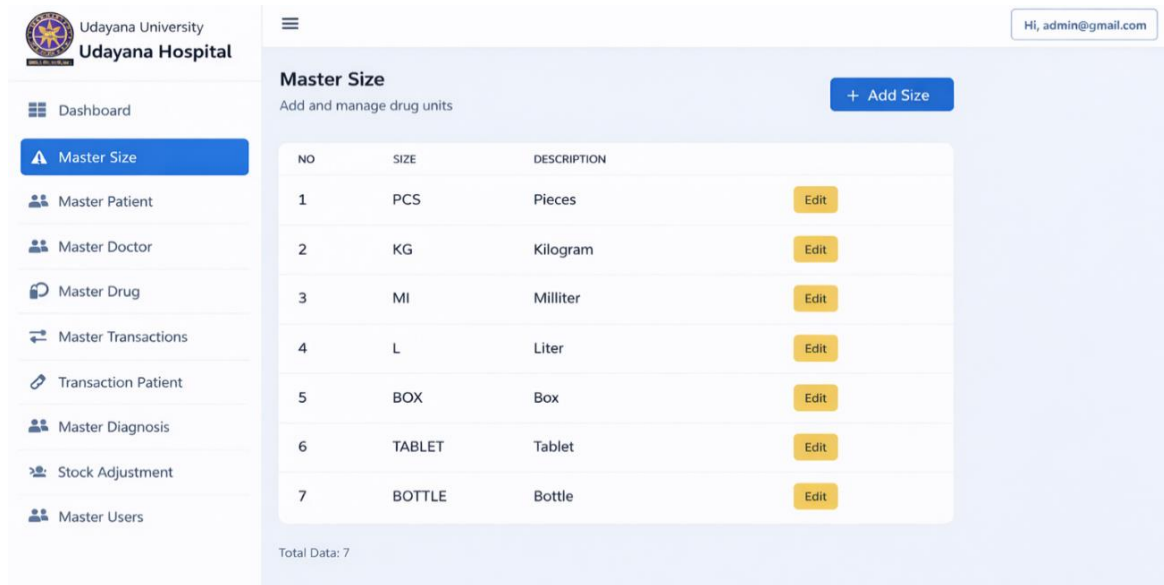 Udayana University
Udayana Hospital
Hi, admin@gmail.com
Dashboard
Master Size
Master Patient
Master Doctor
Master Drug
Master Transactions
Transaction Patient
Master Diagnosis
Stock Adjustment
Master Users
Master Size
Add and manage drug units
+ Add Size
NO SIZE DESCRIPTION
1 PCS Pieces Edit
2 KG Kilogram Edit
3 MI Milliter Edit
4 L Liter Edit
5 BOX Box Edit
6 TABLET Tablet Edit
7 BOTTLE Bottle Edit
Total Data: 7